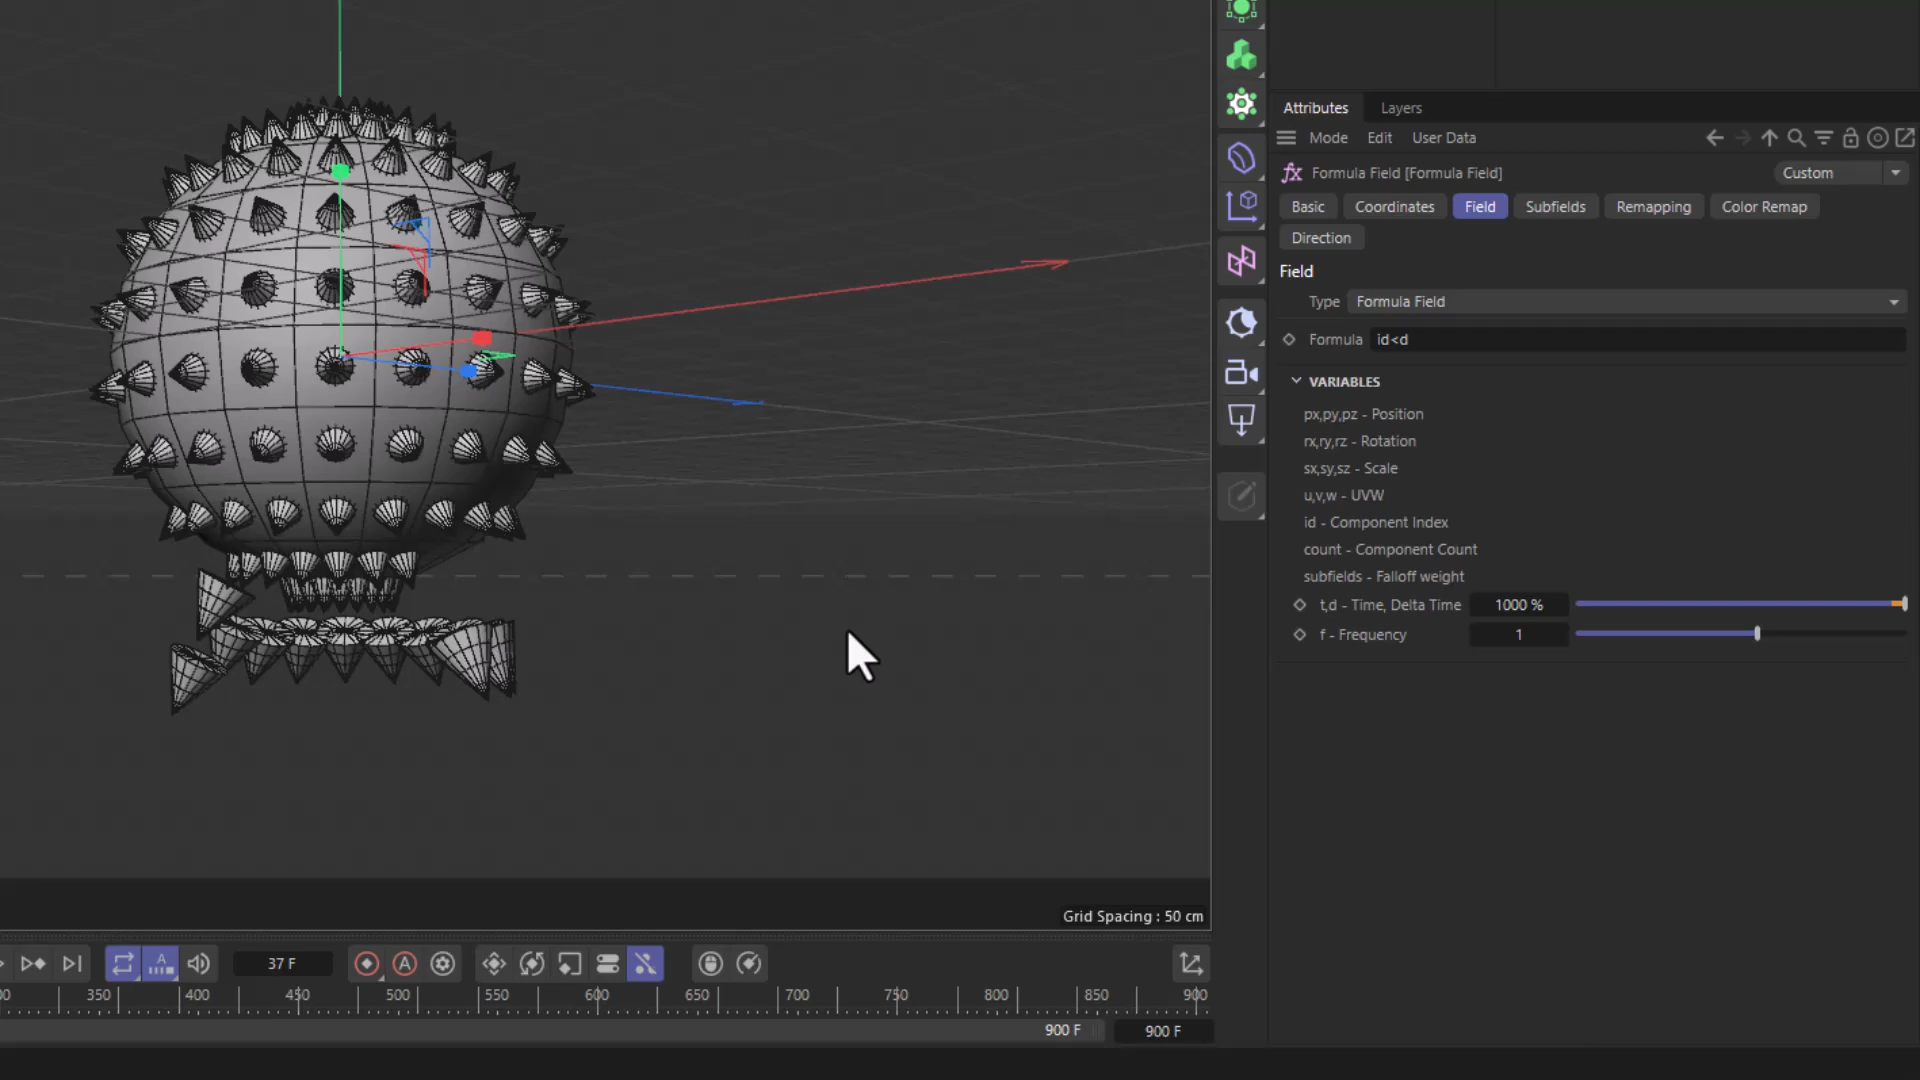 Attributes Layers
Mode Edit User Data
Formula Field [Formula Field] Custom
Basic Coordinates Field Subfields Remapping Color Remap
Direction
Field
Type Formula Field
Formula id<d
VARIABLES
px,py,pz - Position
rx,ry,rz - Rotation
sx,sy,sz - Scale
u,v,w - UVW
id - Component Index
count - Component Count
subfields - Falloff weight
t,d - Time, Delta Time 1000 %
f - Frequency 1
Grid Spacing : 50 cm
A 37 F A
350 400 450 500 550 600 650 700 750 800 850 900
900 F 900 F